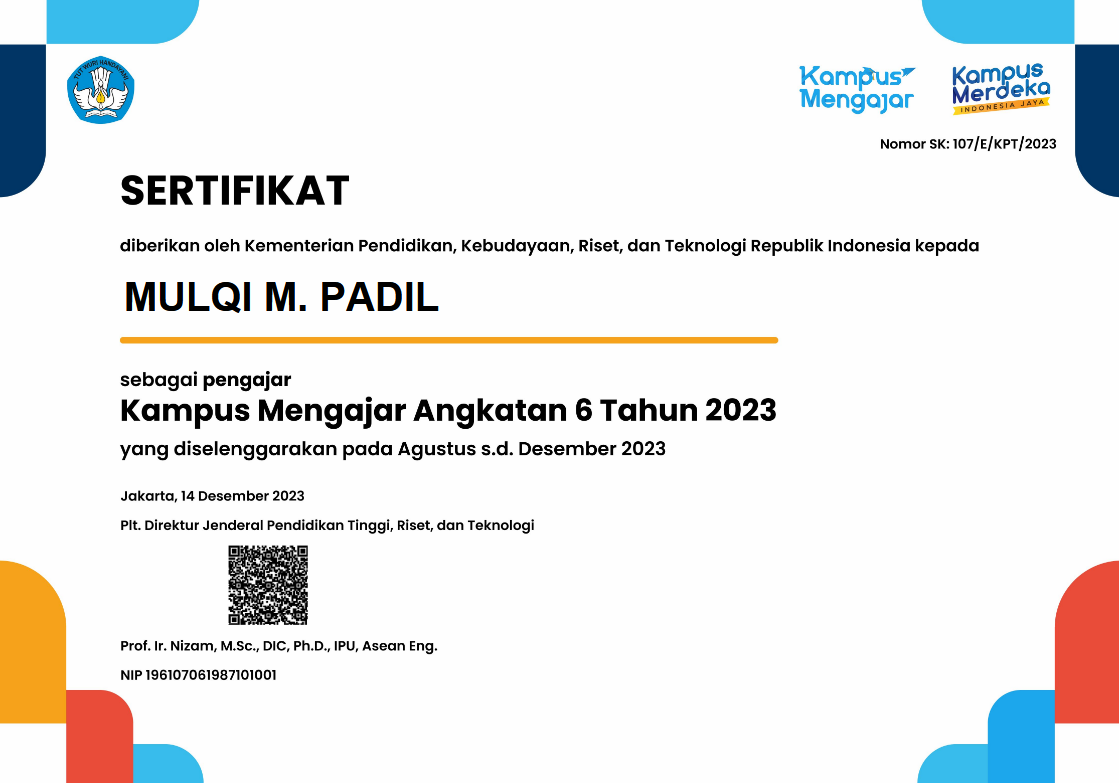 TUT WURI HANDAYANI
Kampus
Mengajar
Kampus
Merdeka
INDONESIA JAYA
Nomor SK: 107/E/KPT/2023
SERTIFIKAT
diberikan oleh Kementerian Pendidikan, Kebudayaan, Riset, dan Teknologi Republik Indonesia kepada
MULQI M. PADIL
sebagai pengajar
Kampus Mengajar Angkatan 6 Tahun 2023
yang diselenggarakan pada Agustus s.d. Desember 2023
Jakarta, 14 Desember 2023
Plt. Direktur Jenderal Pendidikan Tinggi, Riset, dan Teknologi
Prof. Ir. Nizam, M.Sc., DIC, Ph.D., IPU, Asean Eng.
NIP 196107061987101001